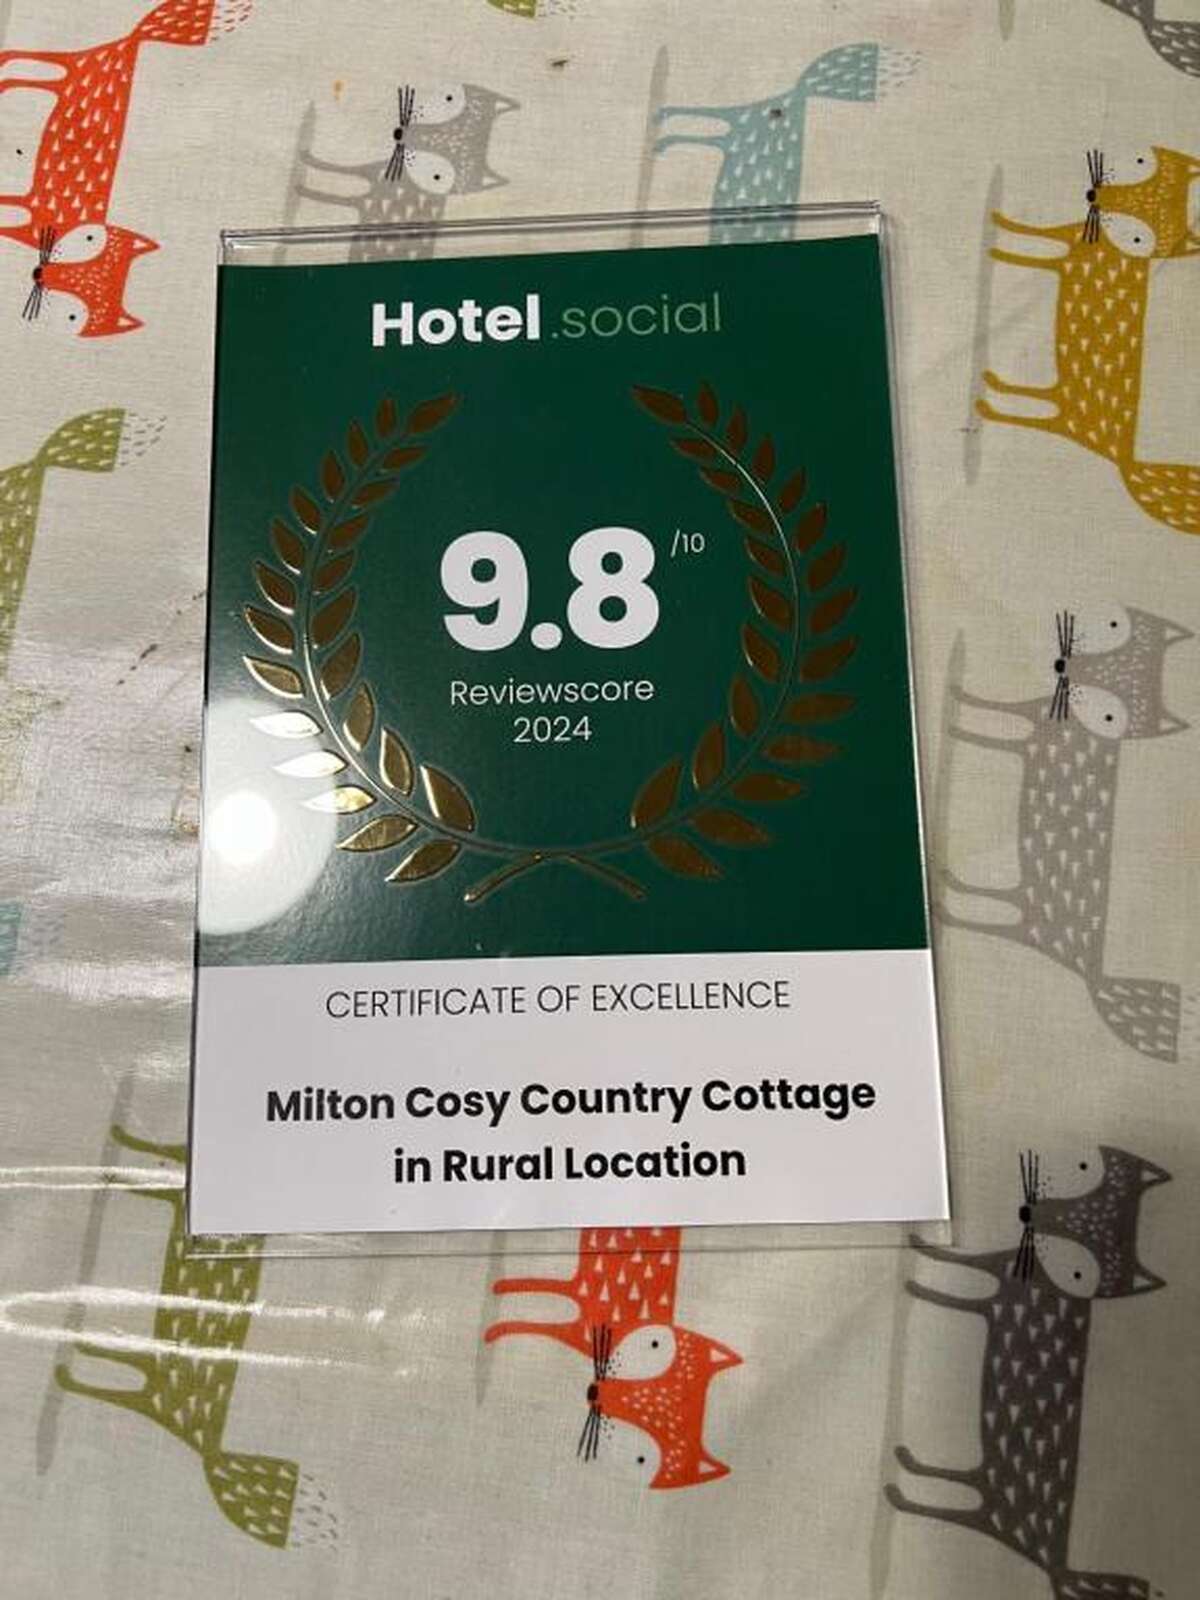 Hotel.social
9.8/10
Reviewscore
2024
CERTIFICATE OF EXCELLENCE
Milton Cosy Country Cottage
in Rural Location